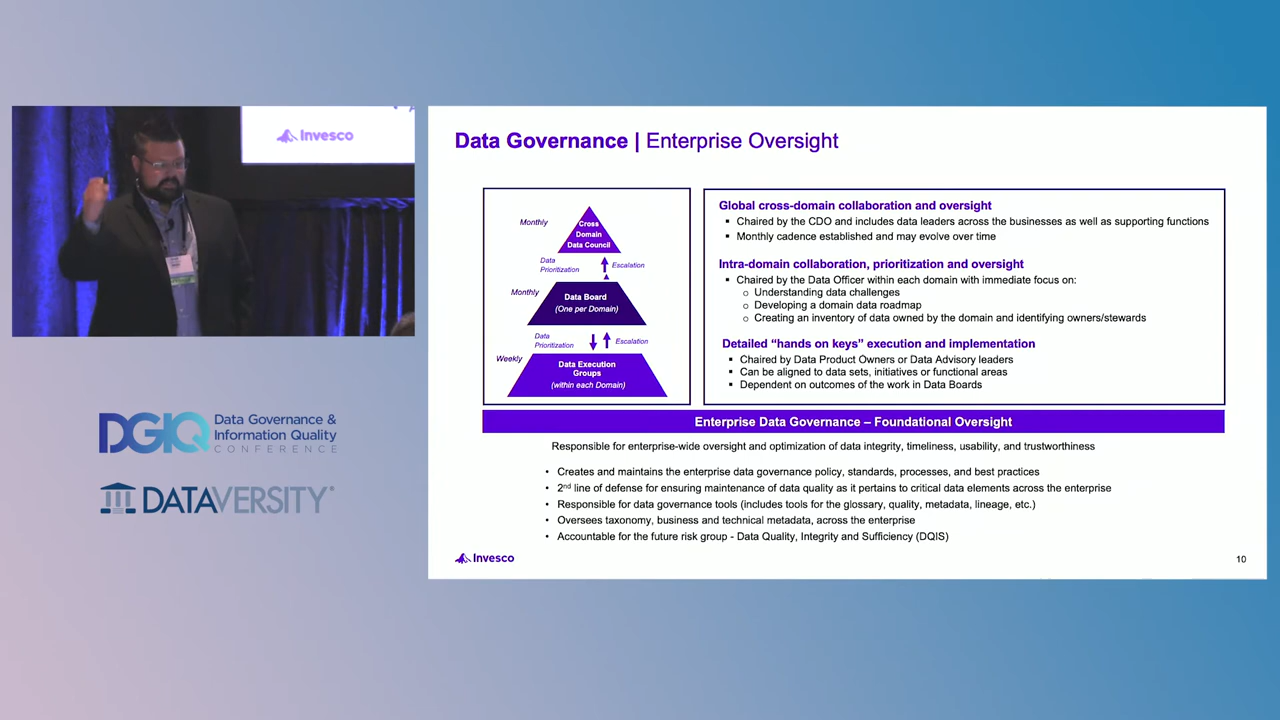 Invesco
Data Governance | Enterprise Oversight
Monthly
Cross
Domain
Data Council
Data
Prioritization
Escalation
Monthly
Data Board
(One per Domain)
Data
Prioritization
Escalation
Weekly
Data Execution
Groups
(within each Domain)
Global cross-domain collaboration and oversight
▪ Chaired by the CDO and includes data leaders across the businesses as well as supporting functions
▪ Monthly cadence established and may evolve over time
Intra-domain collaboration, prioritization and oversight
▪ Chaired by the Data Officer within each domain with immediate focus on:
o Understanding data challenges
o Developing a domain data roadmap
o Creating an inventory of data owned by the domain and identifying owners/stewards
Detailed “hands on keys” execution and implementation
▪ Chaired by Data Product Owners or Data Advisory leaders
▪ Can be aligned to data sets, initiatives or functional areas
▪ Dependent on outcomes of the work in Data Boards
Enterprise Data Governance – Foundational Oversight
Responsible for enterprise-wide oversight and optimization of data integrity, timeliness, usability, and trustworthiness
• Creates and maintains the enterprise data governance policy, standards, processes, and best practices
• 2nd line of defense for ensuring maintenance of data quality as it pertains to critical data elements across the enterprise
• Responsible for data governance tools (includes tools for the glossary, quality, metadata, lineage, etc.)
• Oversees taxonomy, business and technical metadata, across the enterprise
• Accountable for the future risk group - Data Quality, Integrity and Sufficiency (DQIS)
Invesco
10
DGIQ
Data Governance &
Information Quality
CONFERENCE
DATAVERSITY